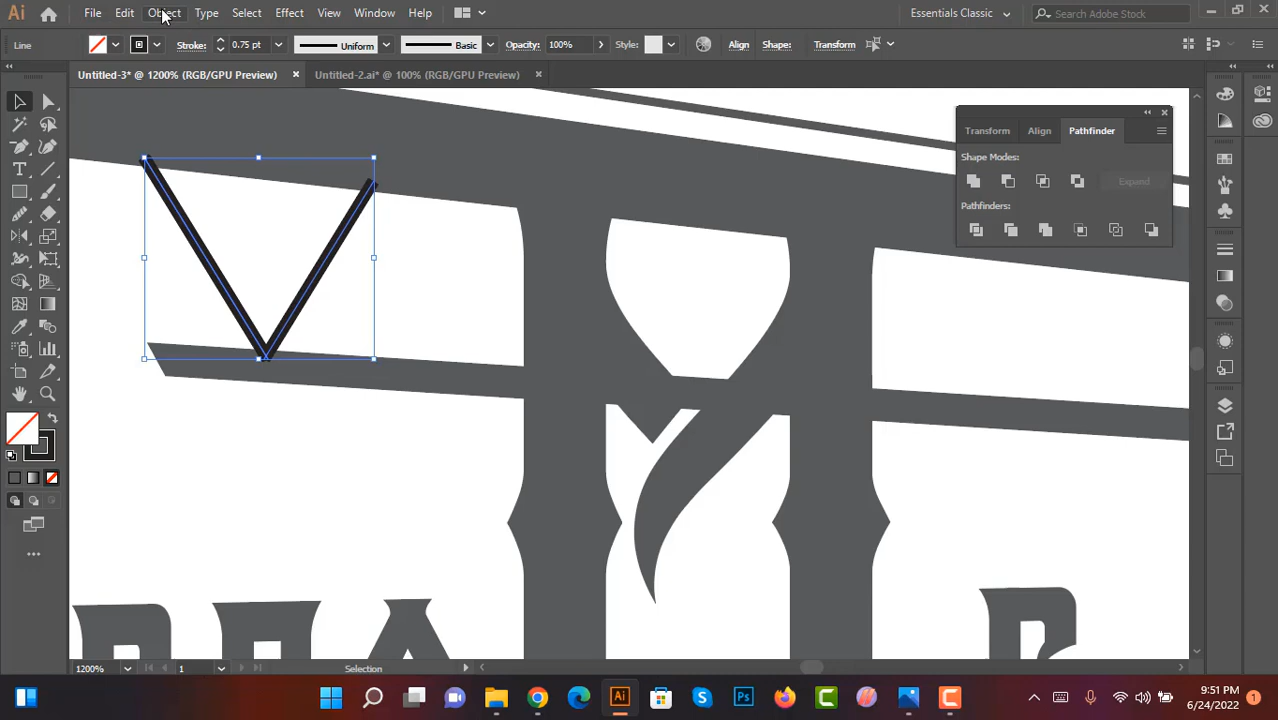 Ai File Edit Object Type Select Effect View Window Help Essentials Classic Search Adobe Stock
Line Stroke: 0.75 pt Uniform Basic Opacity: 100% Style: Align Shape: Transform
Untitled-3* @ 1200% (RGB/GPU Preview) × Untitled-2.ai* @ 100% (RGB/GPU Preview) ×
Transform Align Pathfinder
Shape Modes:
Expand
Pathfinders:
1200% 1 Selection
9:51 PM
6/24/2022
Ai S Ps C C 1